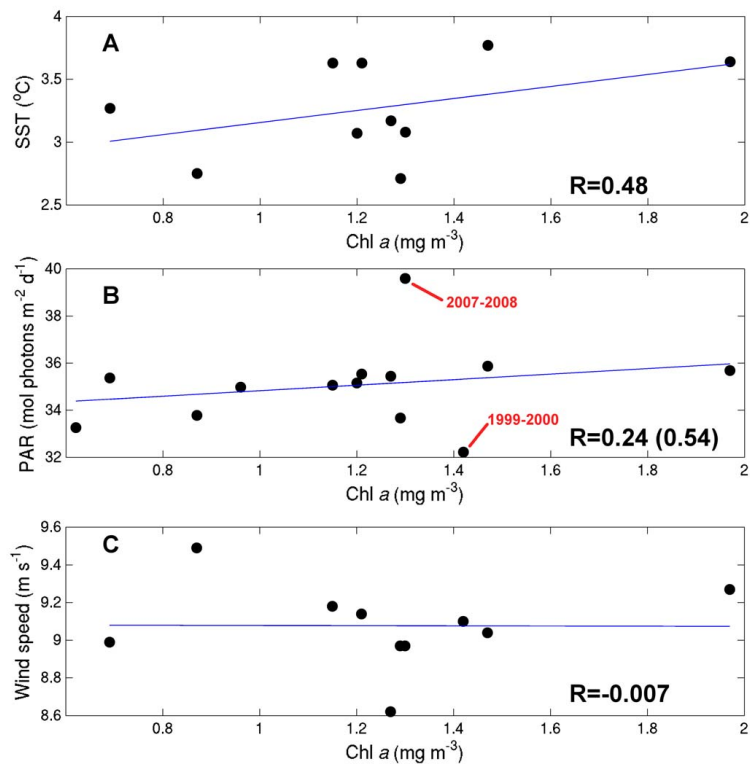 4
A
3.5
SST (°C)
3
2.5
R=0.48
0.8 1 1.2 1.4 1.6 1.8 2
Chl a (mg m⁻³)
40
B
2007-2008
38
PAR (mol photons m⁻² d⁻¹)
36
34
1999-2000
R=0.24 (0.54)
32
0.8 1 1.2 1.4 1.6 1.8 2
Chl a (mg m⁻³)
9.6
C
9.4
9.2
Wind speed (m s⁻¹)
9
8.8
R=-0.007
8.6
0.8 1 1.2 1.4 1.6 1.8 2
Chl a (mg m⁻³)